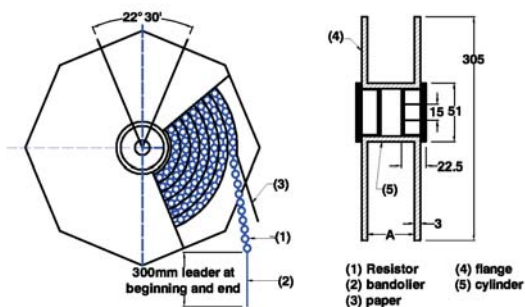 22° 30'
(4)
305
15
51
(3)
(5)
22.5
(1)
A
3
300mm leader at
beginning and end
(2)
(1) Resistor
(2) bandolier
(3) paper
(4) flange
(5) cylinder